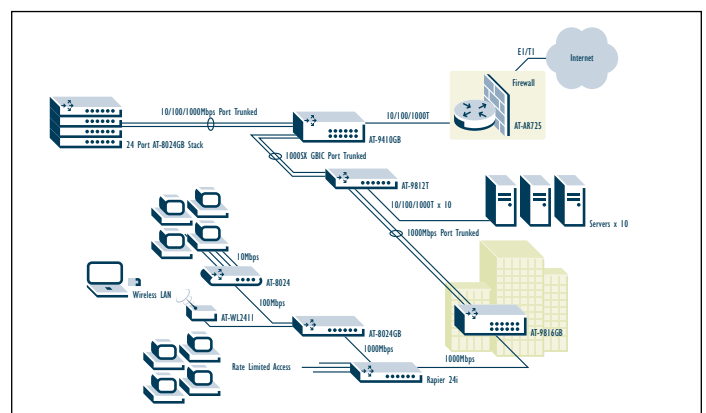 E1/T1
Internet
Firewall
10/100/1000Mbps Port Trunked
10/100/1000T
AT-AR725
AT-9410GB
24 Port AT-8024GB Stack
1000SX GBIC Port Trunked
AT-9812T
10/100/1000T x 10
Servers x 10
1000Mbps Port Trunked
10Mbps
AT-8024
Wireless LAN
100Mbps
AT-WL2411
AT-8024GB
AT-9816GB
1000Mbps
1000Mbps
Rate Limited Access
Rapier 24i